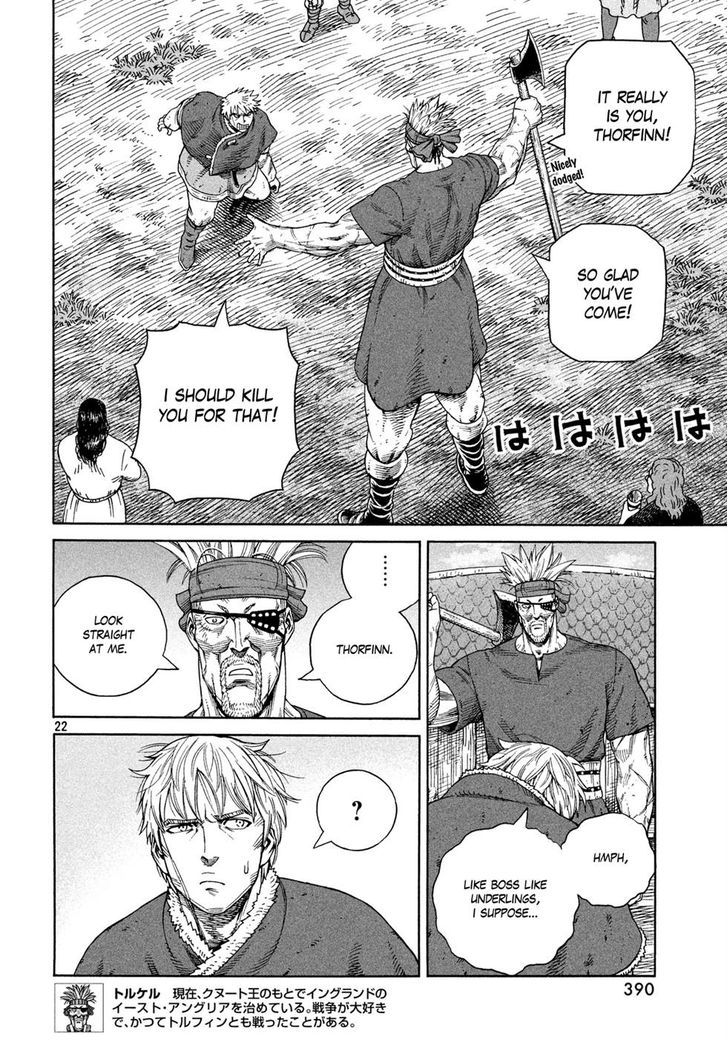 IT REALLY
IS YOU,
THORFINN!
Nicely
dodged!
SO GLAD
YOU'VE
COME!
I SHOULD KILL
YOU FOR THAT!
は は は は
HMPH,
LIKE BOSS LIKE
UNDERLINGS,
I SUPPOSE...
………
THORFINN.
LOOK
STRAIGHT
AT ME.
22
?
トルケル 現在、クヌート王のもとでイングランドの
イースト・アングリアを治めている。戦争が大好き
で、かつてトルフィンとも戦ったことがある。
390